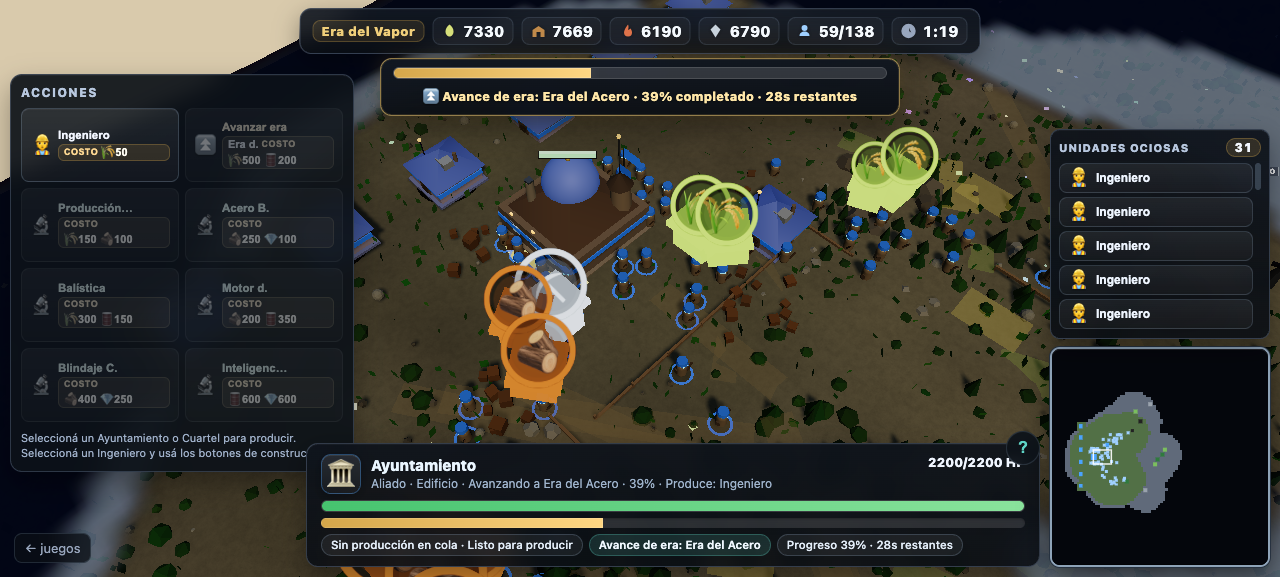 Era del Vapor 7330 7669 6190 6790 59/138 1:19
Avance de era: Era del Acero · 39% completado · 28s restantes
ACCIONES
Ingeniero
COSTO 50
Avanzar era
Era d. COSTO
500 200
Producción...
COSTO
150 100
Acero B.
COSTO
250 100
Balística
COSTO
300 150
Motor d.
COSTO
200 350
Blindaje C.
COSTO
400 250
Inteligenc...
COSTO
600 600
Seleccioná un Ayuntamiento o Cuartel para producir.
Seleccioná un Ingeniero y usá los botones de construc
UNIDADES OCIOSAS 31
Ingeniero
Ingeniero
Ingeniero
Ingeniero
Ingeniero
?
Ayuntamiento 2200/2200
Aliado · Edificio · Avanzando a Era del Acero · 39% · Produce: Ingeniero
Sin producción en cola · Listo para producir
Avance de era: Era del Acero
Progreso 39% · 28s restantes
← juegos